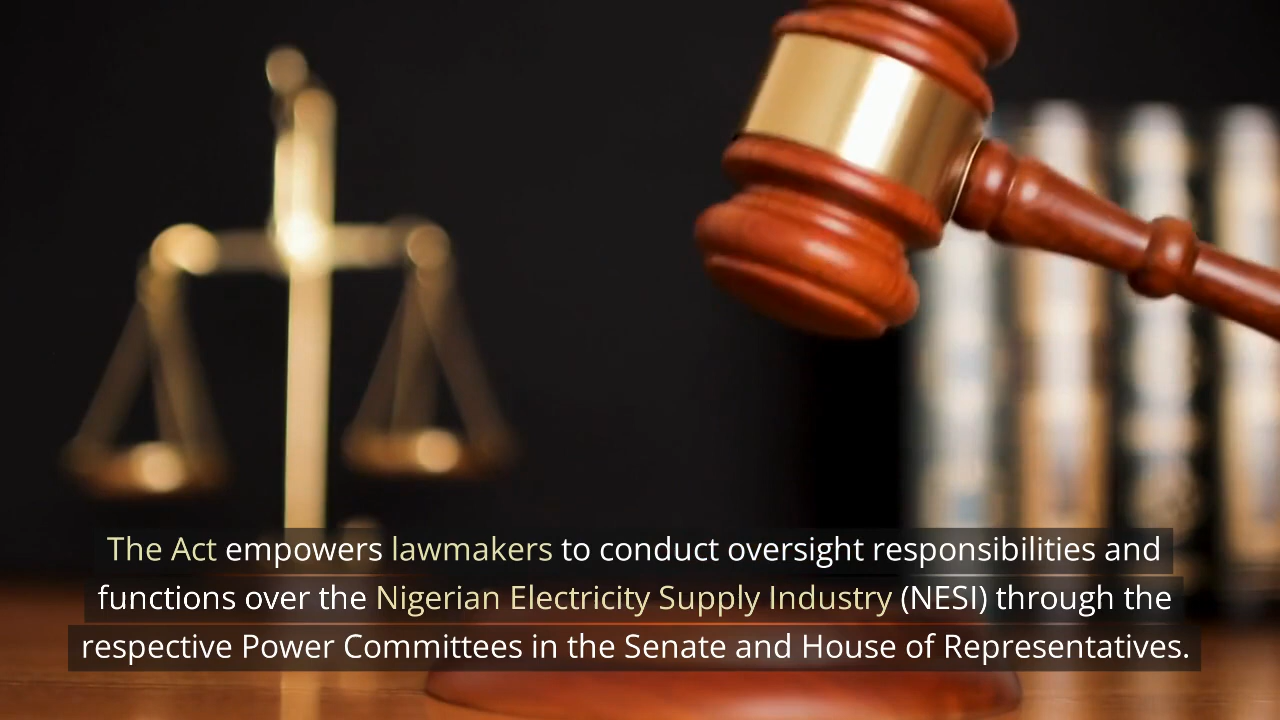 The Act empowers lawmakers to conduct oversight responsibilities and
functions over the Nigerian Electricity Supply Industry (NESI) through the
respective Power Committees in the Senate and House of Representatives.